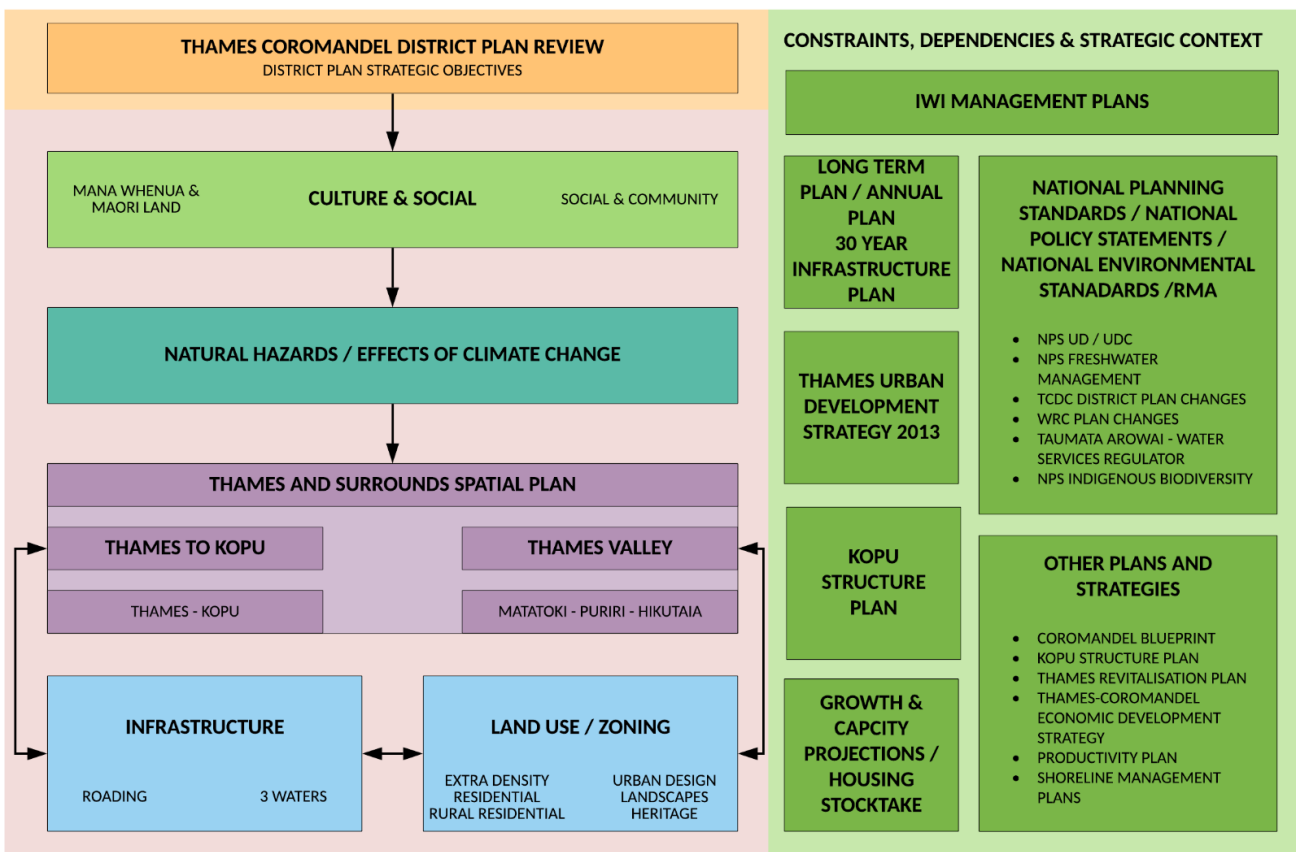 THAMES COROMANDEL DISTRICT PLAN REVIEW
DISTRICT PLAN STRATEGIC OBJECTIVES
MANA WHENUA &
MAORI LAND
CULTURE & SOCIAL
SOCIAL & COMMUNITY
NATURAL HAZARDS / EFFECTS OF CLIMATE CHANGE
THAMES AND SURROUNDS SPATIAL PLAN
THAMES TO KOPU
THAMES VALLEY
THAMES - KOPU
MATATOKI - PURIRI - HIKUTAIA
INFRASTRUCTURE
ROADING
3 WATERS
LAND USE / ZONING
EXTRA DENSITY
RESIDENTIAL
RURAL RESIDENTIAL
URBAN DESIGN
LANDSCAPES
HERITAGE
CONSTRAINTS, DEPENDENCIES & STRATEGIC CONTEXT
IWI MANAGEMENT PLANS
LONG TERM
PLAN / ANNUAL
PLAN
30 YEAR
INFRASTRUCTURE
PLAN
THAMES URBAN
DEVELOPMENT
STRATEGY 2013
KOPU
STRUCTURE
PLAN
GROWTH &
CAPCITY
PROJECTIONS /
HOUSING
STOCKTAKE
NATIONAL PLANNING
STANDARDS / NATIONAL
POLICY STATEMENTS /
NATIONAL ENVIRONMENTAL
STANADARDS /RMA
• NPS UD / UDC
• NPS FRESHWATER
MANAGEMENT
• TCDC DISTRICT PLAN CHANGES
• WRC PLAN CHANGES
• TAUMATA AROWAI - WATER
SERVICES REGULATOR
• NPS INDIGENOUS BIODIVERSITY
OTHER PLANS AND
STRATEGIES
• COROMANDEL BLUEPRINT
• KOPU STRUCTURE PLAN
• THAMES REVITALISATION PLAN
• THAMES-COROMANDEL
ECONOMIC DEVELOPMENT
STRATEGY
• PRODUCTIVITY PLAN
• SHORELINE MANAGEMENT
PLANS